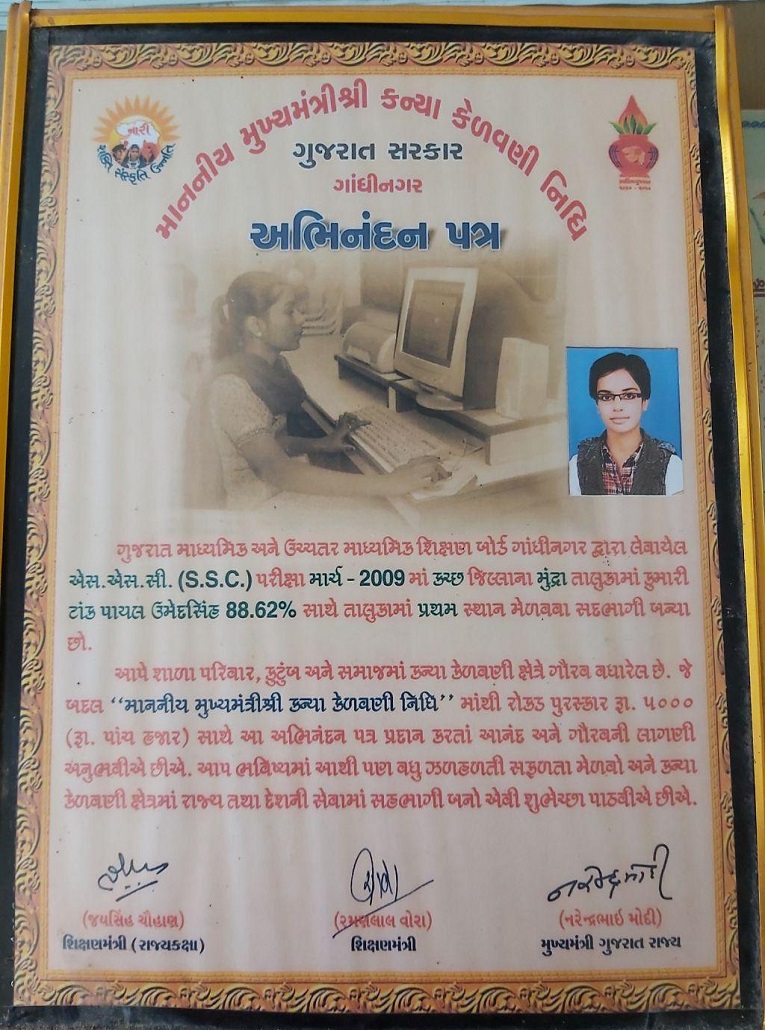 માનનીય મુખ્યમંત્રીશ્રી કન્યા કેળવણી નિધિ
નારી
શક્તિ સંસ્કૃતિ ઉન્નતિ
ગુજરાત સરકાર
ગાંધીનગર
અભિનંદન પત્ર
ગુજરાત માધ્યમિક અને ઉચ્ચતર માધ્યમિક શિક્ષણ બોર્ડ ગાંધીનગર દ્વારા લેવાયેલ
એસ.એસ.સી. (S.S.C.) પરીક્ષા માર્ચ - 2009 માં કચ્છ જિલ્લાના મુંદ્રા તાલુકામાં કુમારી
ટાંક પાયલ ઉમેદસિંહ 88.62% સાથે તાલુકામાં પ્રથમ સ્થાન મેળવવા સદભાગી બન્યા
છો.
આપે શાળા પરિવાર, કુટુંબ અને સમાજમાં કન્યા કેળવણી ક્ષેત્રે ગૌરવ વધારેલ છે. જે
બદલ “માનનીય મુખ્યમંત્રીશ્રી કન્યા કેળવણી નિધિ” માંથી રોકડ પુરસ્કાર રૂા. ૫૦૦૦
(રૂા. પાંચ હજાર) સાથે આ અભિનંદન પત્ર પ્રદાન કરતાં આનંદ અને ગૌરવની લાગણી
અનુભવીએ છીએ. આપ ભવિષ્યમાં આથી પણ વધુ ઝળહળતી સફળતા મેળવો અને કન્યા
કેળવણી ક્ષેત્રમાં રાજ્ય તથા દેશની સેવામાં સહભાગી બનો એવી શુભેચ્છા પાઠવીએ છીએ.
નરેન્દ્ર મોદી
(જયસિંહ ચૌહાણ) (રમણલાલ વોરા) (નરેન્દ્રભાઈ મોદી)
શિક્ષણમંત્રી (રાજ્યકક્ષા) શિક્ષણમંત્રી મુખ્યમંત્રી ગુજરાત રાજ્ય